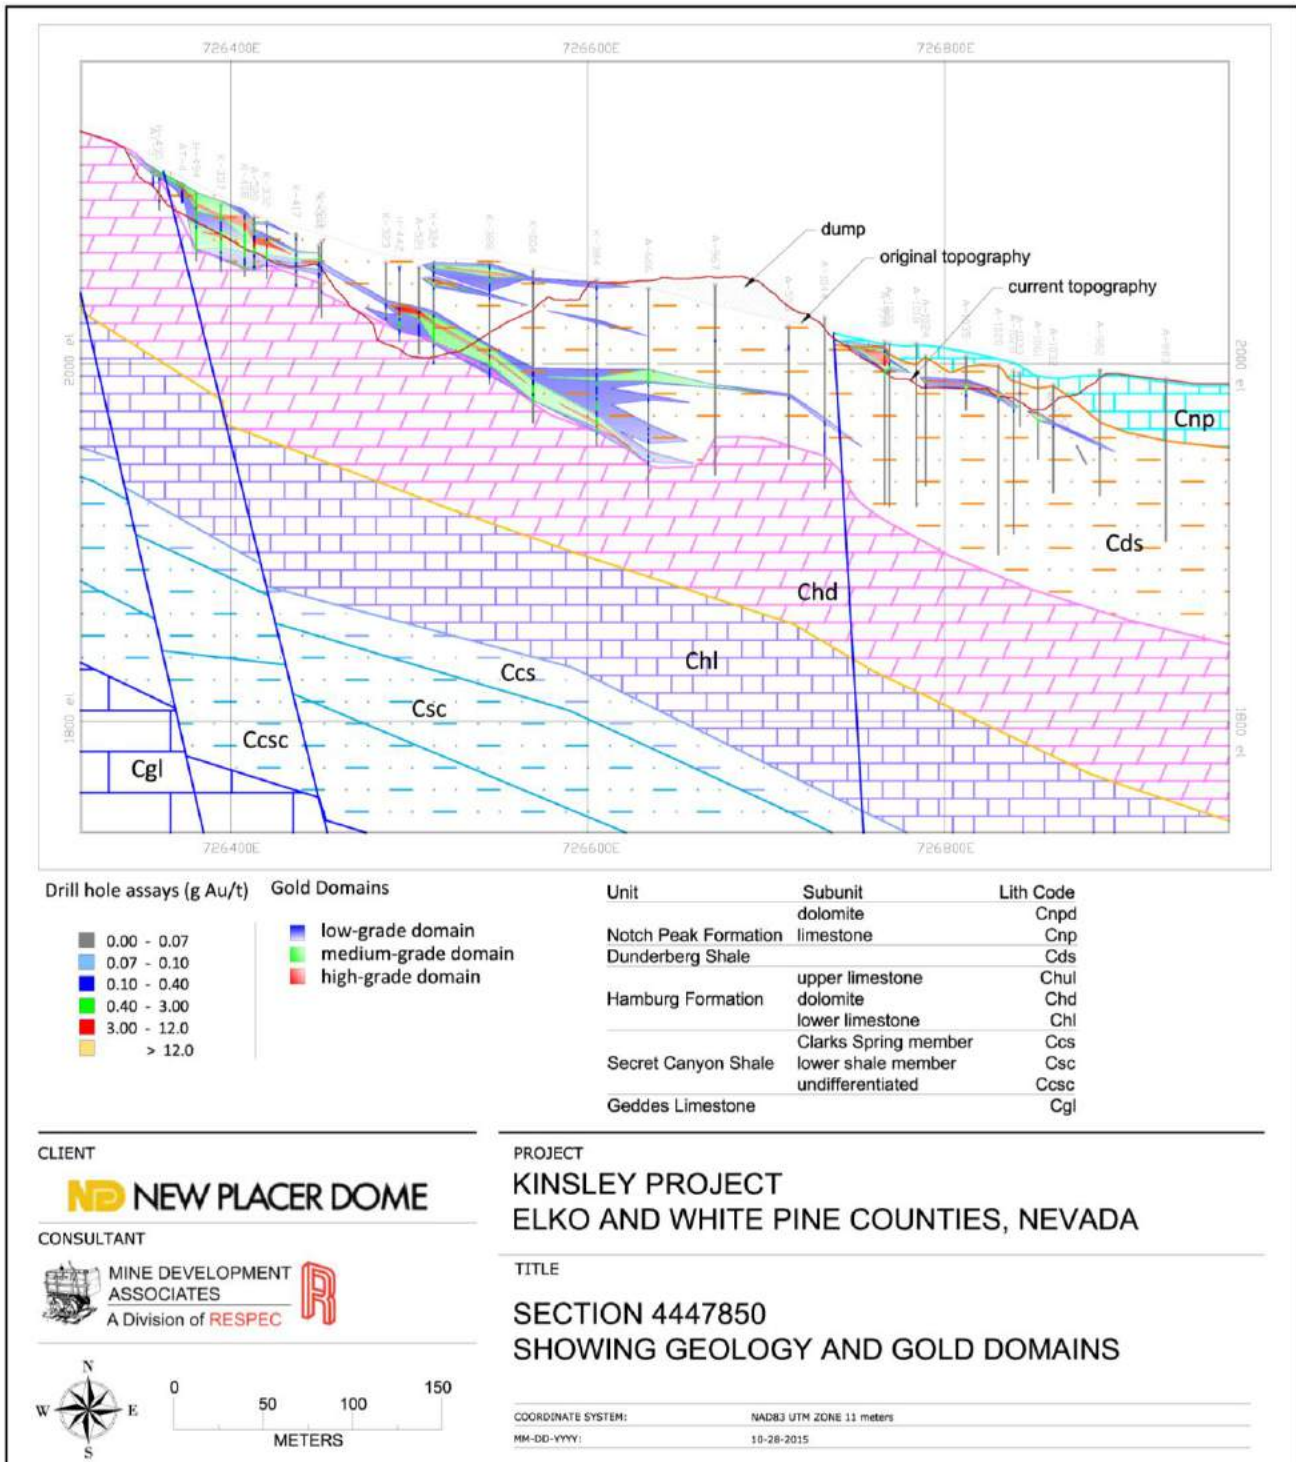 726400E 726600E 726800E
dump
original topography
current topography
2000 el
2000 el
Cnp
Cds
Chd
Chl
Ccs
Csc
Ccsc
Cgl
1800 el
1800 el
726400E 726600E 726800E
Drill hole assays (g Au/t)
0.00 - 0.07
0.07 - 0.10
0.10 - 0.40
0.40 - 3.00
3.00 - 12.0
> 12.0
Gold Domains
low-grade domain
medium-grade domain
high-grade domain
Unit Subunit Lith Code
dolomite Cnpd
Notch Peak Formation limestone Cnp
Dunderberg Shale Cds
upper limestone Chul
Hamburg Formation dolomite Chd
lower limestone Chl
Clarks Spring member Ccs
Secret Canyon Shale lower shale member Csc
undifferentiated Ccsc
Geddes Limestone Cgl
CLIENT
ND NEW PLACER DOME
CONSULTANT
MINE DEVELOPMENT
ASSOCIATES
A Division of RESPEC
R
N
W E
S
0 50 100 150
METERS
PROJECT
KINSLEY PROJECT
ELKO AND WHITE PINE COUNTIES, NEVADA
TITLE
SECTION 4447850
SHOWING GEOLOGY AND GOLD DOMAINS
COORDINATE SYSTEM: NAD83 UTM ZONE 11 meters
MM-DD-YYYY: 10-28-2015